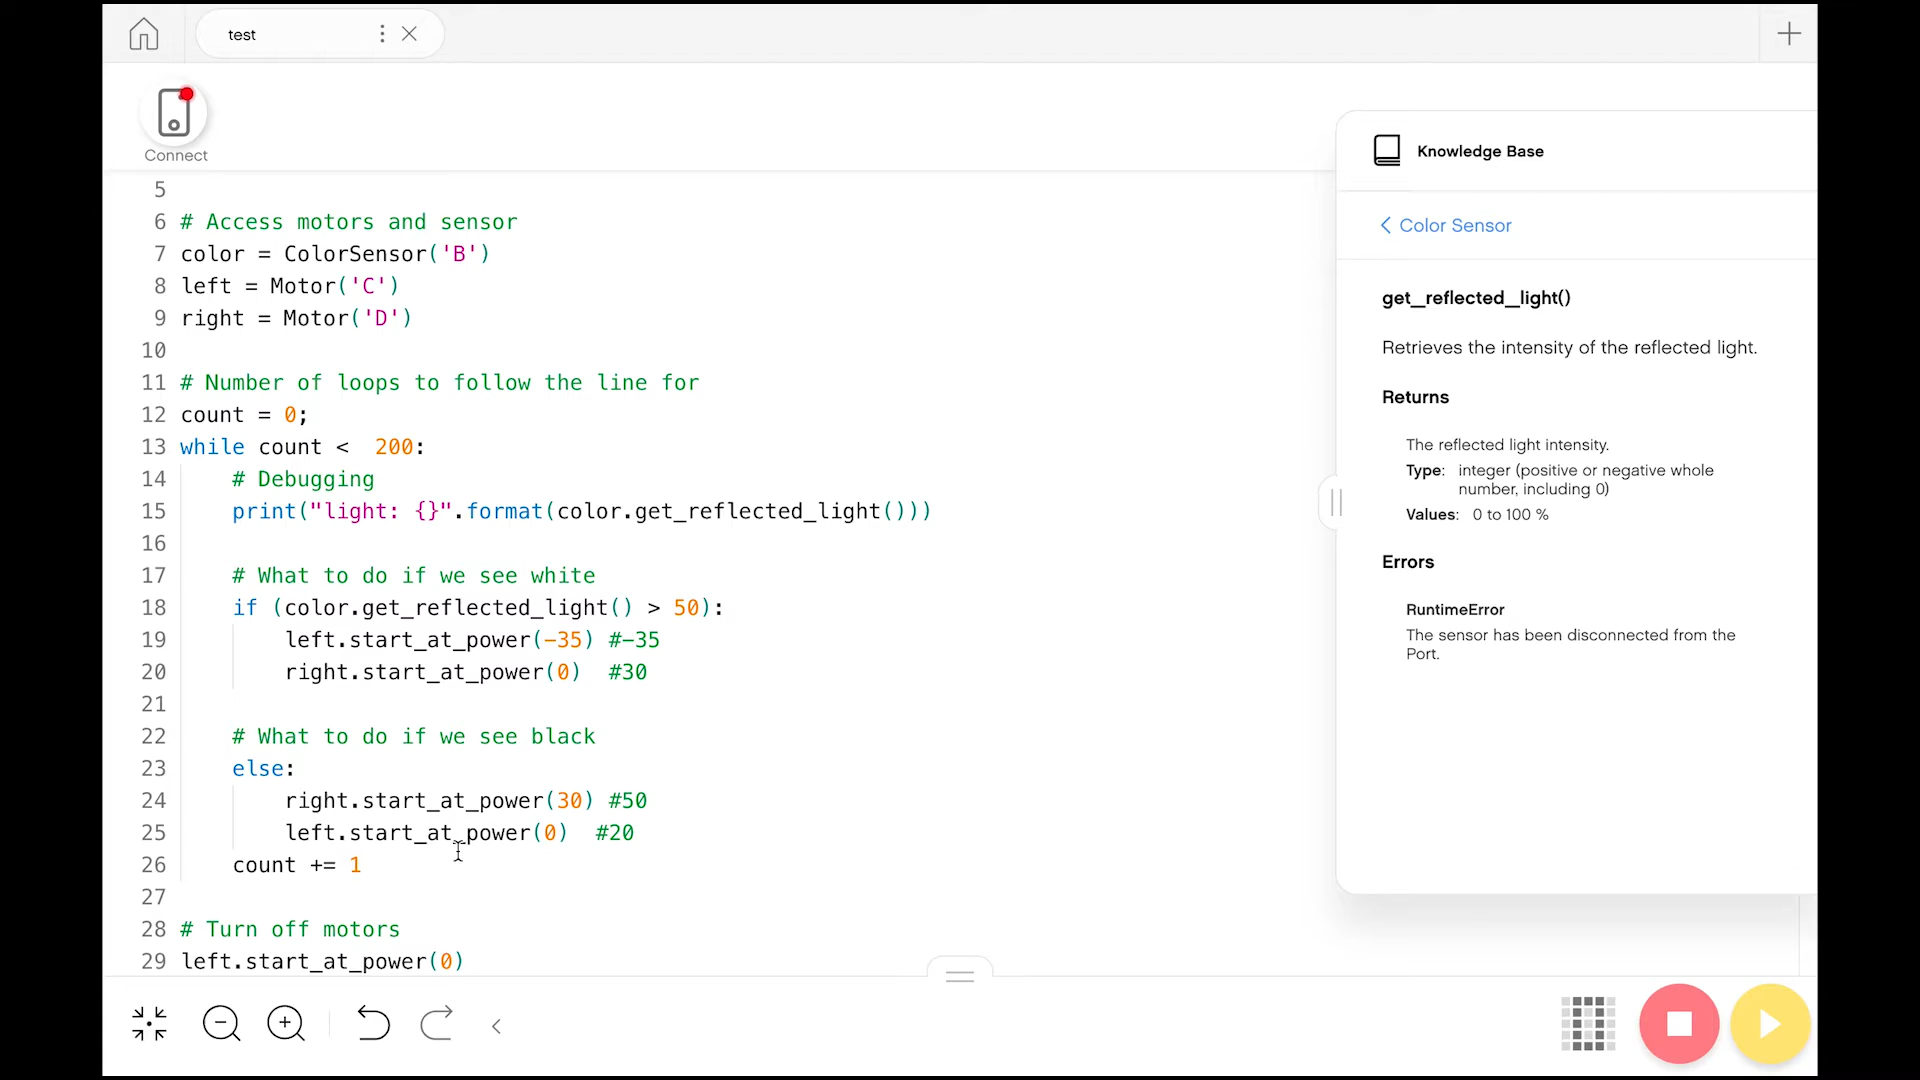 test
Connect
5
6 # Access motors and sensor
7 color = ColorSensor('B')
8 left = Motor('C')
9 right = Motor('D')
10
11 # Number of loops to follow the line for
12 count = 0;
13 while count <  200:
14     # Debugging
15     print("light: {}".format(color.get_reflected_light()))
16
17     # What to do if we see white
18     if (color.get_reflected_light() > 50):
19         left.start_at_power(-35) #-35
20         right.start_at_power(0)  #30
21
22     # What to do if we see black
23     else:
24         right.start_at_power(30) #50
25         left.start_at_power(0)  #20
26     count += 1
27
28 # Turn off motors
29 left.start_at_power(0)
Knowledge Base
Color Sensor
get_reflected_light()
Retrieves the intensity of the reflected light.
Returns
The reflected light intensity.
Type: integer (positive or negative whole
number, including 0)
Values: 0 to 100 %
Errors
RuntimeError
The sensor has been disconnected from the
Port.